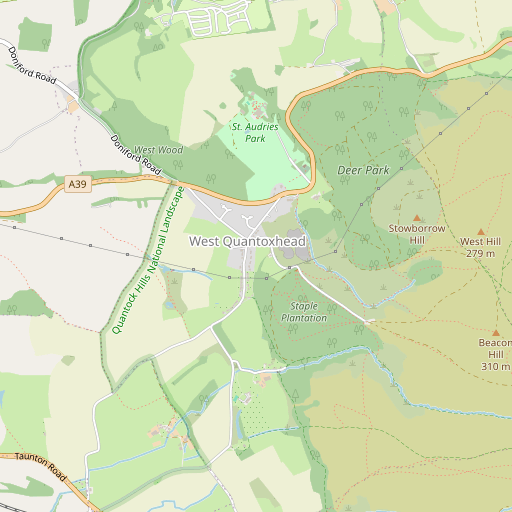 Doniford Road
St. Audries
Park
West Wood
Doniford Road
Deer Park
A39
Quantock Hills National Landscape
Stowborrow
Hill
West Hill
279 m
West Quantoxhead
Staple
Plantation
Beacon
Hill
310 m
Taunton Road